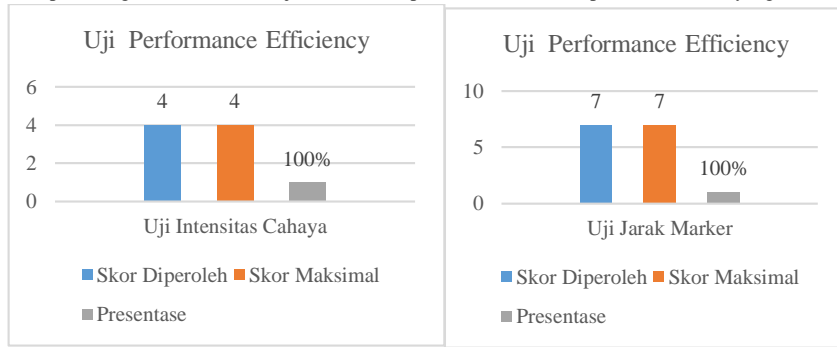 Uji Performance Efficiency
6
4
2
0
4
4
100%
Uji Intensitas Cahaya
Skor Diperoleh
Skor Maksimal
Presentase
Uji Performance Efficiency
10
5
0
7
7
100%
Uji Jarak Marker
Skor Diperoleh
Skor Maksimal
Presentase